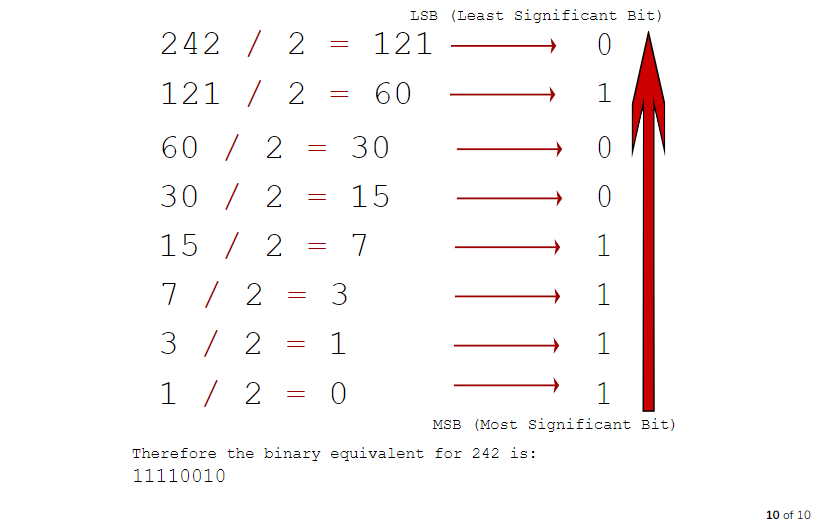 LSB (Least Significant Bit)
242 / 2 = 121 0
121 / 2 = 60 1
60 / 2 = 30 0
30 / 2 = 15 0
15 / 2 = 7 1
7 / 2 = 3 1
3 / 2 = 1 1
1 / 2 = 0 1
MSB (Most Significant Bit)
Therefore the binary equivalent for 242 is:
11110010
10 of 10